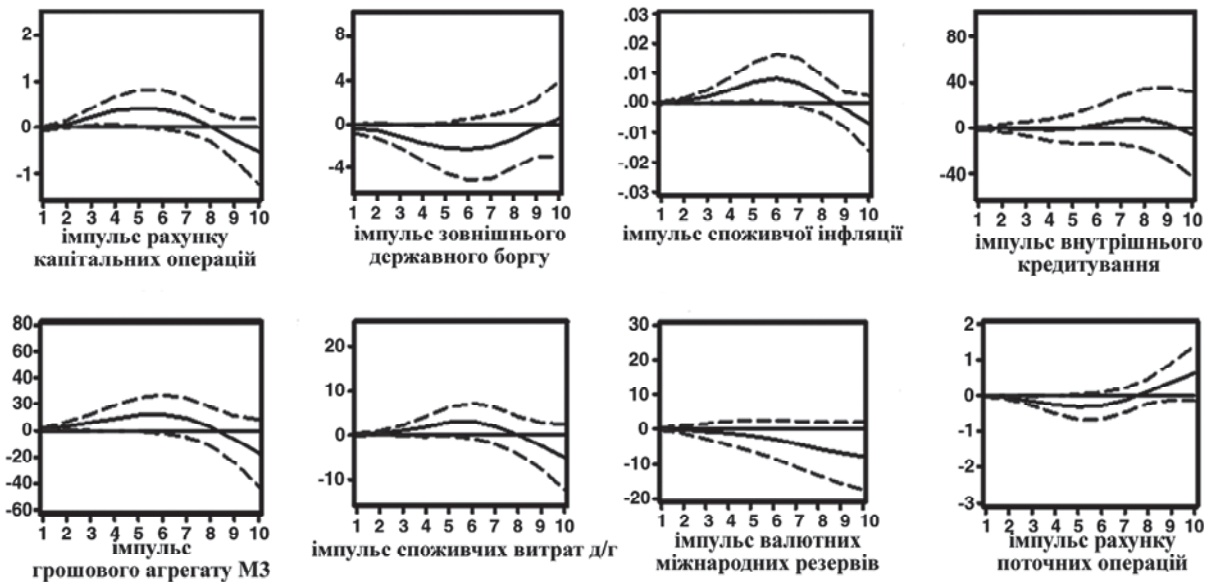 2
1
0
-1
1 2 3 4 5 6 7 8 9 10
імпульс рахунку
капітальних операцій
8
4
0
-4
1 2 3 4 5 6 7 8 9 10
імпульс зовнішнього
державного боргу
.03
.02
.01
.00
-.01
-.02
-.03
1 2 3 4 5 6 7 8 9 10
імпульс споживчої інфляції
80
40
0
-40
1 2 3 4 5 6 7 8 9 10
імпульс внутрішнього
кредитування
80
60
30
20
0
-20
-40
-60
1 2 3 4 5 6 7 8 9 10
імпульс
грошового агрегату М3
20
10
0
-10
1 2 3 4 5 6 7 8 9 10
імпульс споживчих витрат д/г
30
20
10
0
-10
-20
1 2 3 4 5 6 7 8 9 10
імпульс валютних
міжнародних резервів
2
1
0
-1
-2
-3
1 2 3 4 5 6 7 8 9 10
імпульс рахунку
поточних операцій